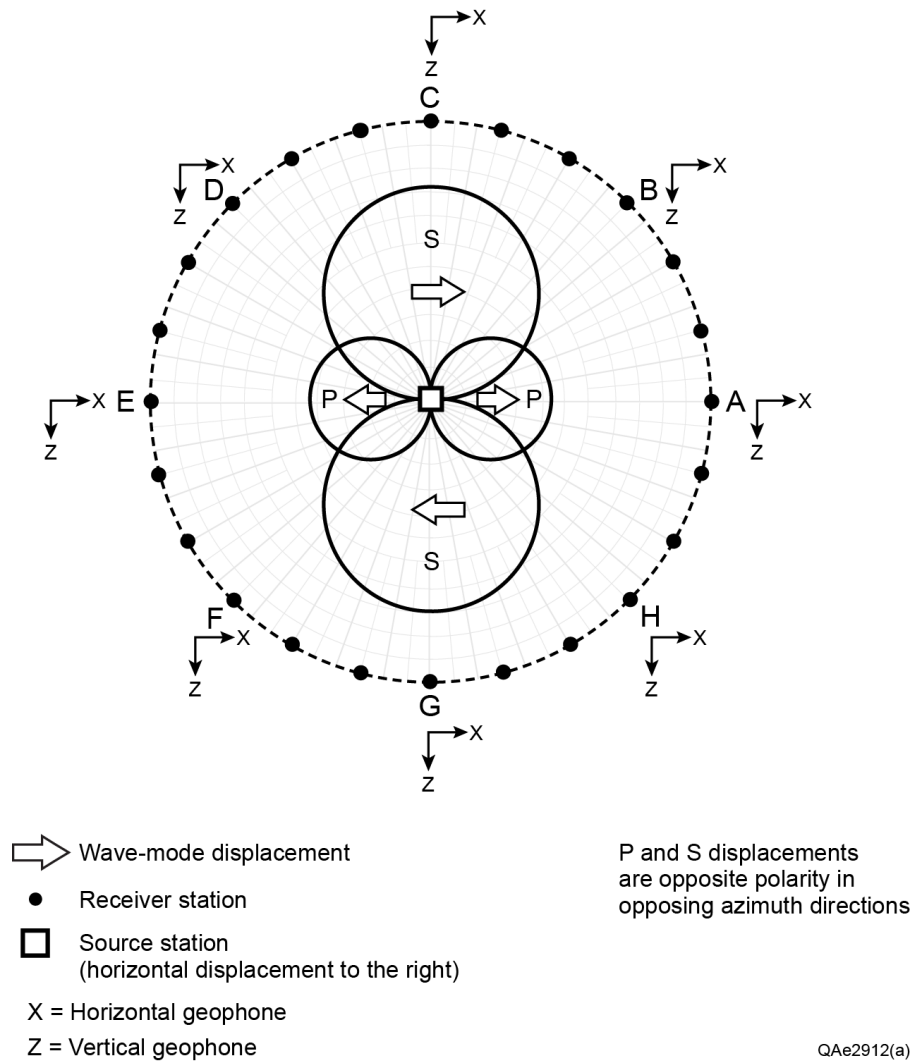 X
Z
C
X
Z
D
X
Z
B
S
X
Z
E
P
P
A
X
Z
S
F
X
Z
H
X
Z
G
X
Z
Wave-mode displacement
Receiver station
Source station
(horizontal displacement to the right)
X = Horizontal geophone
Z = Vertical geophone
P and S displacements
are opposite polarity in
opposing azimuth directions
QAe2912(a)